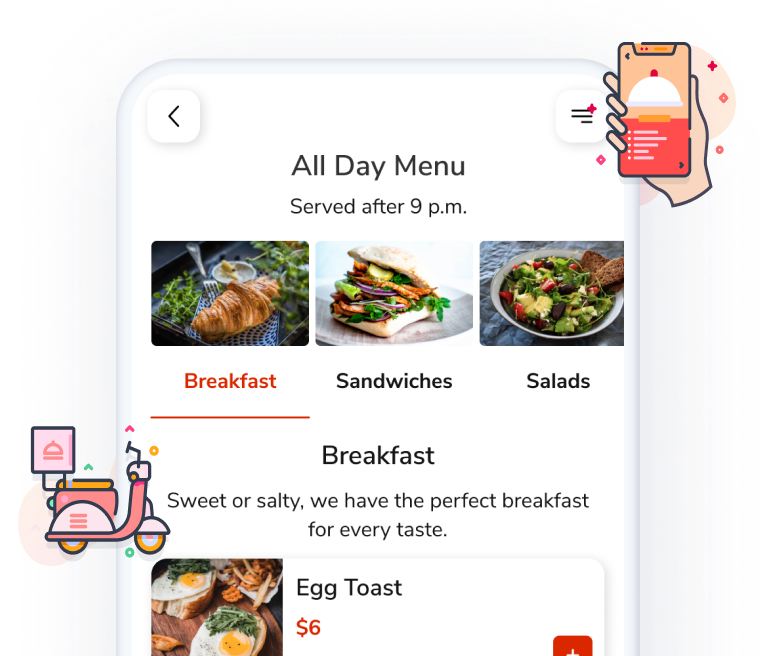 All Day Menu
Served after 9 p.m.
Breakfast
Sandwiches
Salads
Breakfast
Sweet or salty, we have the perfect breakfast
for every taste.
Egg Toast
$6
+